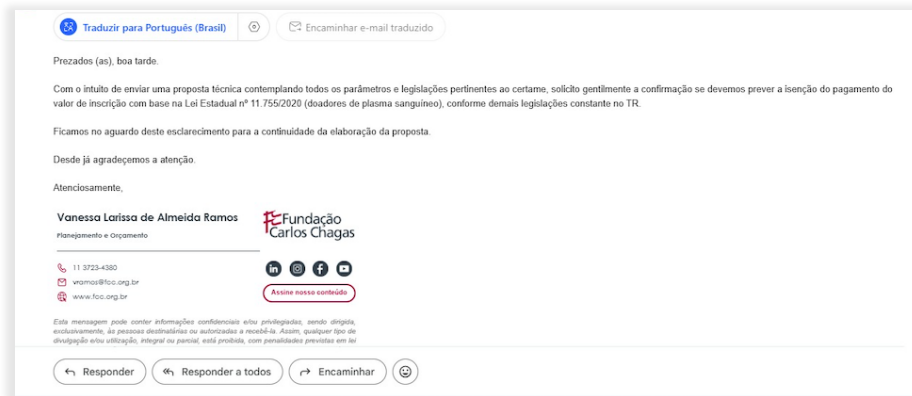 Traduzir para Português (Brasil)
Encaminhar e-mail traduzido
Prezados (as), boa tarde.
Com o intuito de enviar uma proposta técnica contemplando todos os parâmetros e legislações pertinentes ao certame, solicito gentilmente a confirmação se devemos prever a isenção do pagamento do
valor de inscrição com base na Lei Estadual nº 11.755/2020 (doadores de plasma sanguíneo), conforme demais legislações constante no TR.
Ficamos no aguardo deste esclarecimento para a continuidade da elaboração da proposta.
Desde já agradeçemos a atenção.
Atenciosamente,
Vanessa Larissa de Almeida Ramos
Planejamento e Orçamento
Fundação
Carlos Chagas
11 3723-4380
vramos@fcc.org.br
www.fcc.org.br
Assine nosso conteúdo
Esta mensagem pode conter informações confidenciais e/ou privilegiadas, sendo dirigida,
exclusivamente, às pessoas destinatárias ou autorizadas a recebê-la. Assim, qualquer tipo de
divulgação e/ou utilização, integral ou parcial, está proibida, com penalidades previstas em lei
Responder
Responder a todos
Encaminhar